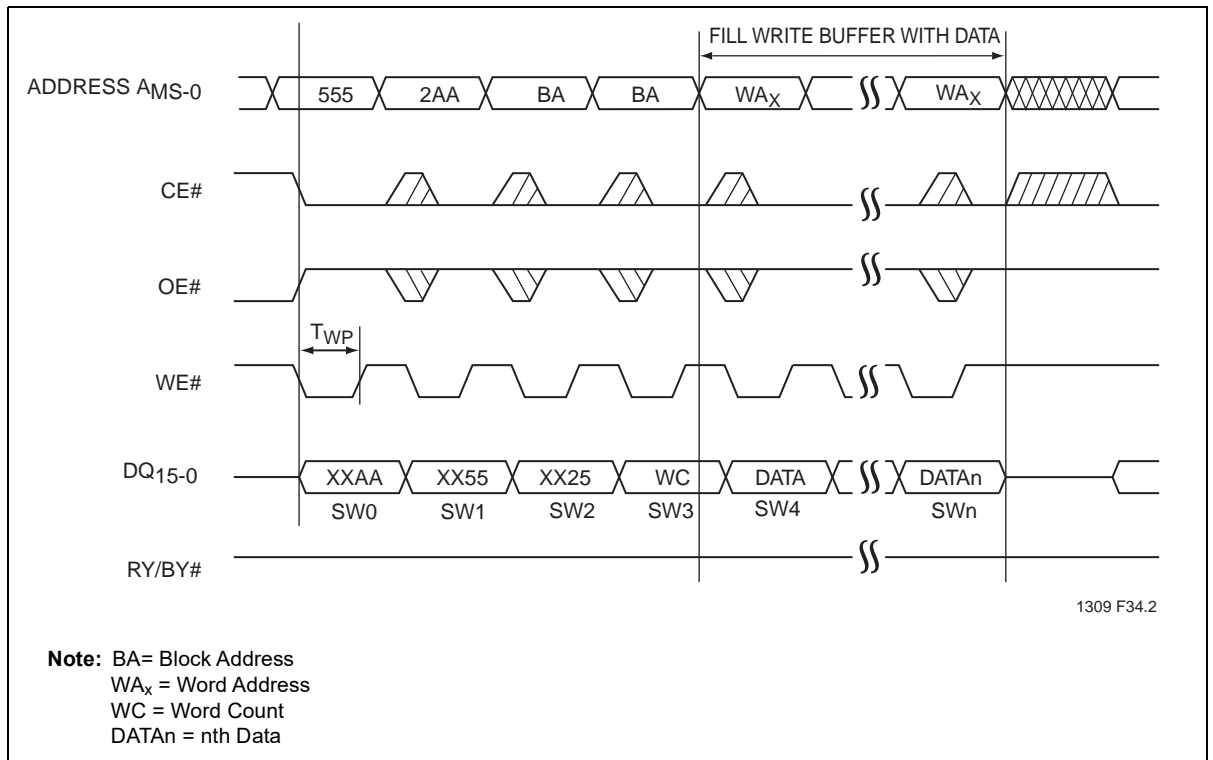 FILL WRITE BUFFER WITH DATA
ADDRESS AMS-0
555 2AA BA BA WAX WAX
CE#
OE#
TWP
WE#
DQ15-0
XXAA XX55 XX25 WC DATA DATAn
SW0 SW1 SW2 SW3 SW4 SWn
RY/BY#
1309 F34.2
Note: BA= Block Address
WAx = Word Address
WC = Word Count
DATAn = nth Data